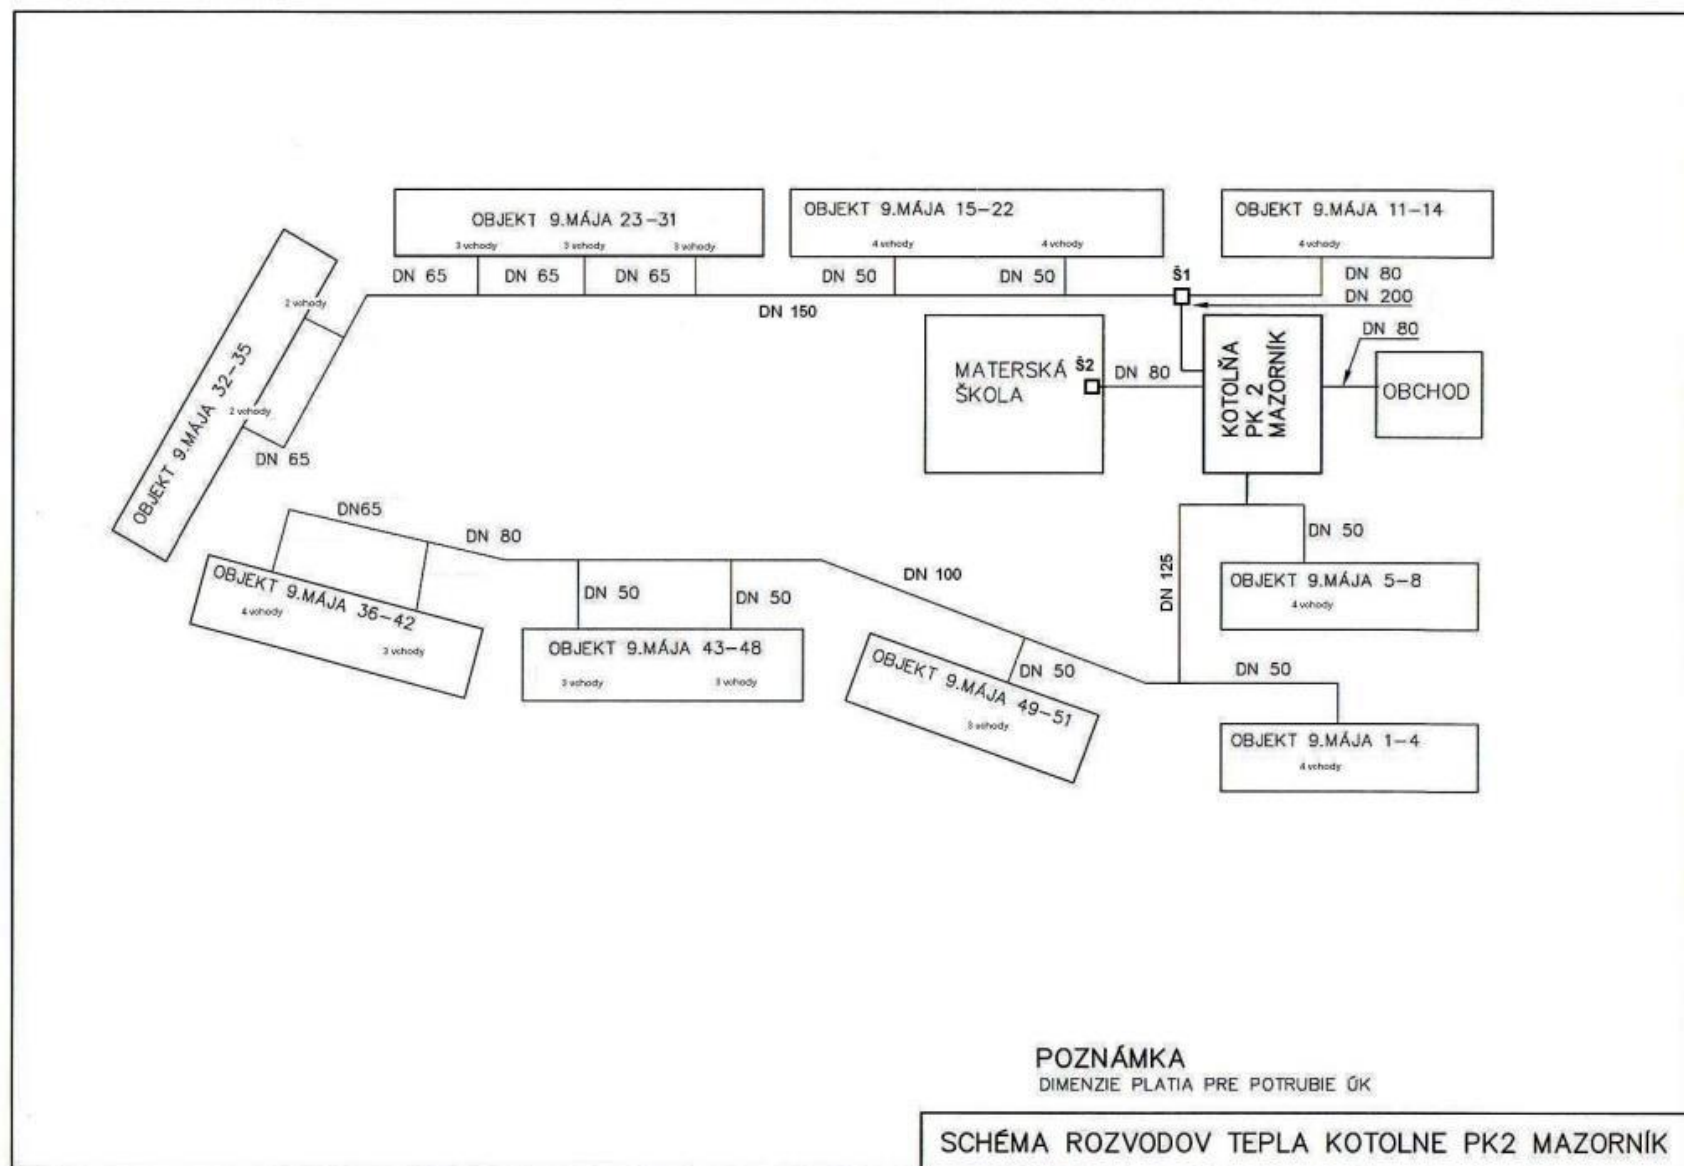 OBJEKT 9.MÁJA 23-31
3 vchody
3 vchody
3 vchody
OBJEKT 9.MÁJA 15-22
4 vchody
4 vchody
OBJEKT 9.MÁJA 11-14
4 vchody
DN 65
DN 65
DN 65
DN 50
DN 50
Š1
DN 80
DN 200
DN 150
2 vchody
OBJEKT 9.MÁJA 32-35
2 vchody
DN 65
MATERSKÁ
ŠKOLA
Š2
DN 80
KOTOLŇA
PK 2
MAZORNÍK
DN 80
OBCHOD
DN65
DN 80
DN 100
DN 125
DN 50
OBJEKT 9.MÁJA 36-42
4 vchody
3 vchody
DN 50
DN 50
OBJEKT 9.MÁJA 43-48
3 vchody
3 vchody
OBJEKT 9.MÁJA 49-51
3 vchody
DN 50
OBJEKT 9.MÁJA 5-8
4 vchody
DN 50
OBJEKT 9.MÁJA 1-4
4 vchody
POZNÁMKA
DIMENZIE PLATIA PRE POTRUBIE ÚK
SCHÉMA ROZVODOV TEPLA KOTOLNE PK2 MAZORNÍK